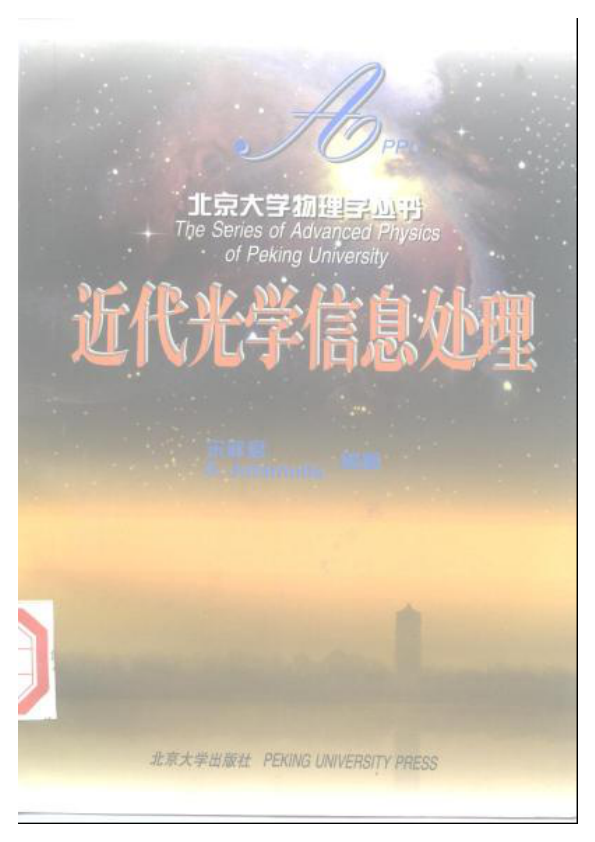 A
PPL
北京大学物理学丛书
The Series of Advanced Physics
of Peking University
近代光学信息处理
北京大学出版社 PEKING UNIVERSITY PRESS